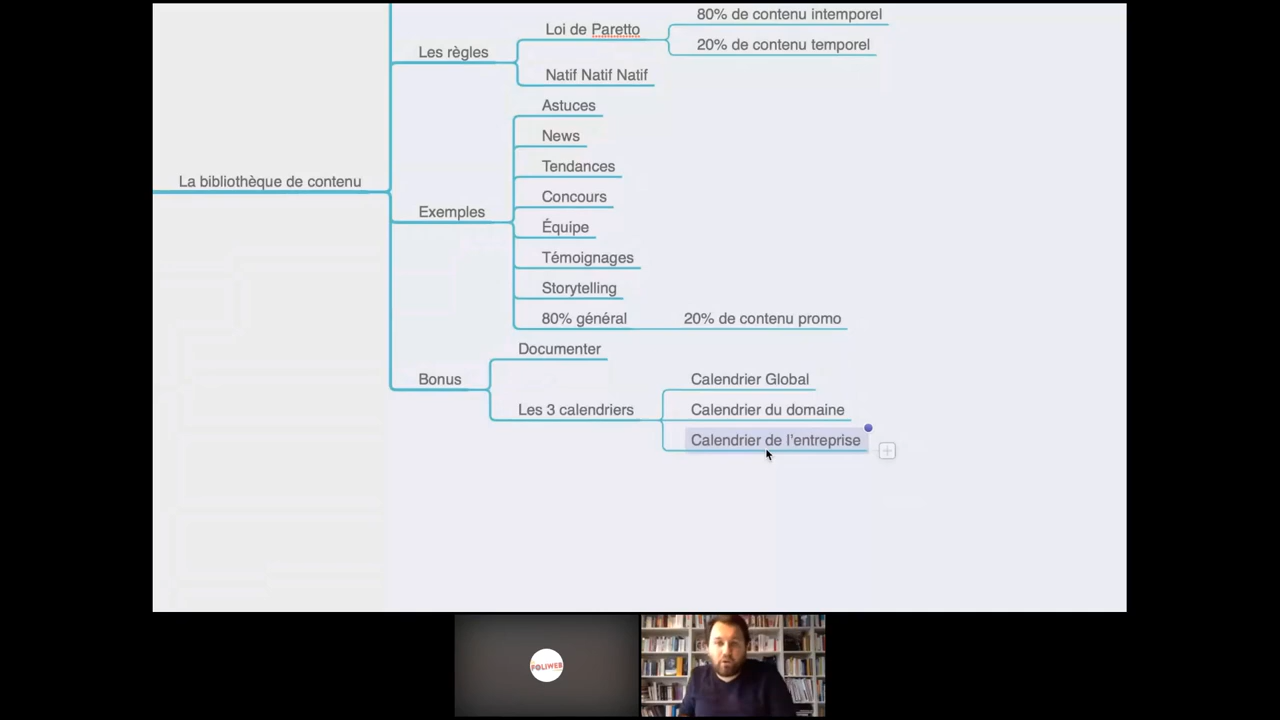 80% de contenu intemporel
Loi de Paretto
20% de contenu temporel
Les règles
Natif Natif Natif
Astuces
News
Tendances
La bibliothèque de contenu
Concours
Exemples
Équipe
Témoignages
Storytelling
80% général
20% de contenu promo
Documenter
Bonus
Calendrier Global
Les 3 calendriers
Calendrier du domaine
Calendrier de l'entreprise
FOLIWEB